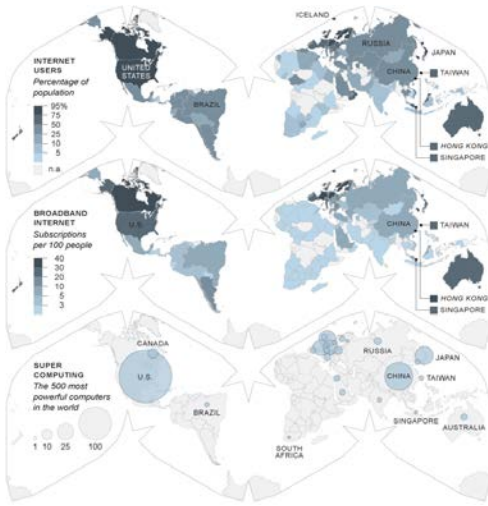 ICELAND
INTERNET
USERS
Percentage of
population
95%
75
50
25
10
5
n.a
UNITED
STATES
BRAZIL
RUSSIA
JAPAN
CHINA
TAIWAN
HONG KONG
SINGAPORE
BROADBAND
INTERNET
Subscriptions
per 100 people
40
30
20
10
5
3
U.S.
CHINA
TAIWAN
HONG KONG
SINGAPORE
SUPER
COMPUTING
The 500 most
powerful computers
in the world
1 10 25 100
CANADA
U.S.
BRAZIL
RUSSIA
JAPAN
CHINA
TAIWAN
SINGAPORE
AUSTRALIA
SOUTH
AFRICA